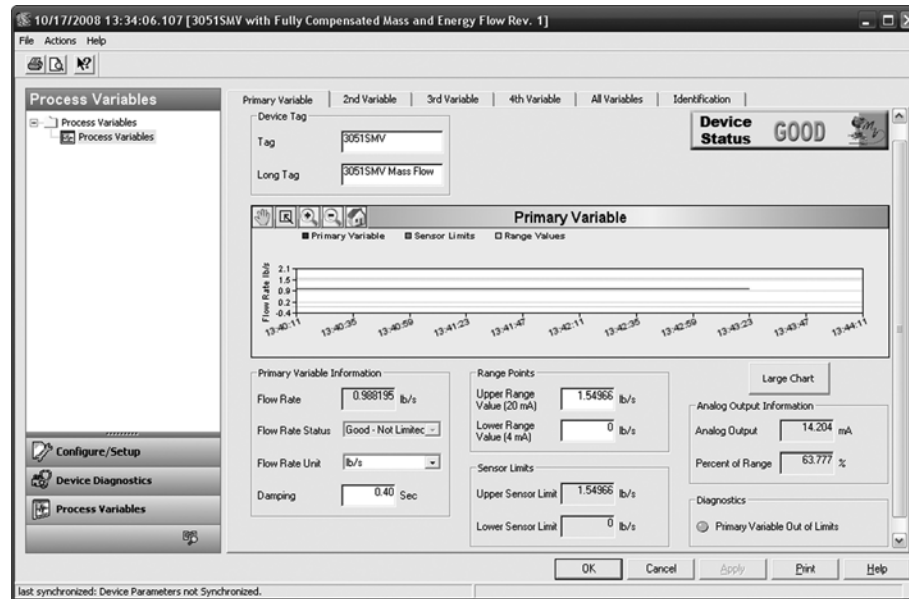 10/17/2008 13:34:06.107 [3051SMV with Fully Compensated Mass and Energy Flow Rev. 1]
File Actions Help
Process Variables
Process Variables
Process Variables
Configure/Setup
Device Diagnostics
Process Variables
Primary Variable 2nd Variable 3rd Variable 4th Variable All Variables Identification
Device Tag
Tag 3051SMV
Long Tag 3051SMV Mass Flow
Device Status GOOD
Primary Variable
Primary Variable Sensor Limits Range Values
Flow Rate lb/s
2.1
1.5
0.9
0.2
-0.4
13:40:11 13:40:35 13:40:59 13:41:23 13:41:47 13:42:11 13:42:35 13:42:59 13:43:23 13:43:47 13:44:11
Primary Variable Information
Flow Rate 0.988195 lb/s
Flow Rate Status Good - Not Limited
Flow Rate Unit lb/s
Damping 0.40 Sec
Range Points
Upper Range Value (20 mA) 1.54966 lb/s
Lower Range Value (4 mA) 0 lb/s
Sensor Limits
Upper Sensor Limit 1.54966 lb/s
Lower Sensor Limit 0 lb/s
Large Chart
Analog Output Information
Analog Output 14.204 mA
Percent of Range 63.777 %
Diagnostics
Primary Variable Out of Limits
OK Cancel Apply Print Help
last synchronized: Device Parameters not Synchronized.